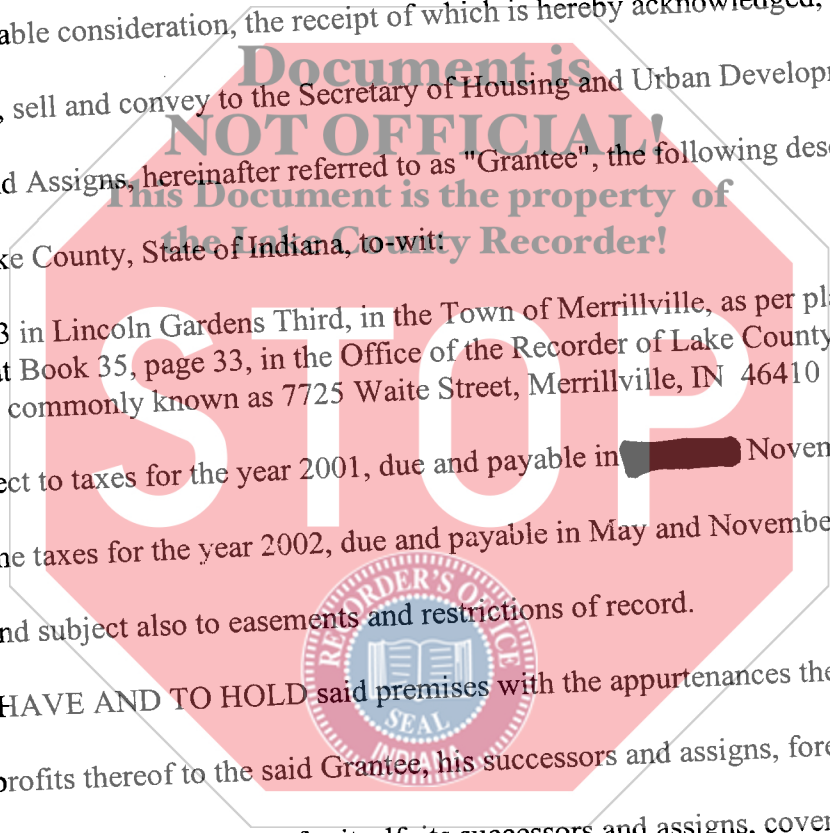 able consideration, the receipt of which is hereby acknowledged,
Document is
, sell and convey to the Secretary of Housing and Urban Develop
NOT OFFICIAL!
d Assigns, hereinafter referred to as "Grantee", the following des
This Document is the property of
ke County, State of Indiana, to-wit:
the Lake County Recorder!
3 in Lincoln Gardens Third, in the Town of Merrillville, as per pl
at Book 35, page 33, in the Office of the Recorder of Lake County
commonly known as 7725 Waite Street, Merrillville, IN 46410
STOP
ect to taxes for the year 2001, due and payable in Novem
he taxes for the year 2002, due and payable in May and Novembe
nd subject also to easements and restrictions of record.
RECORDER'S OFFICE
HAVE AND TO HOLD said premises with the appurtenances the
SEAL
INDIANA
profits thereof to the said Grantee, his successors and assigns, fore
its successors and assigns, cover